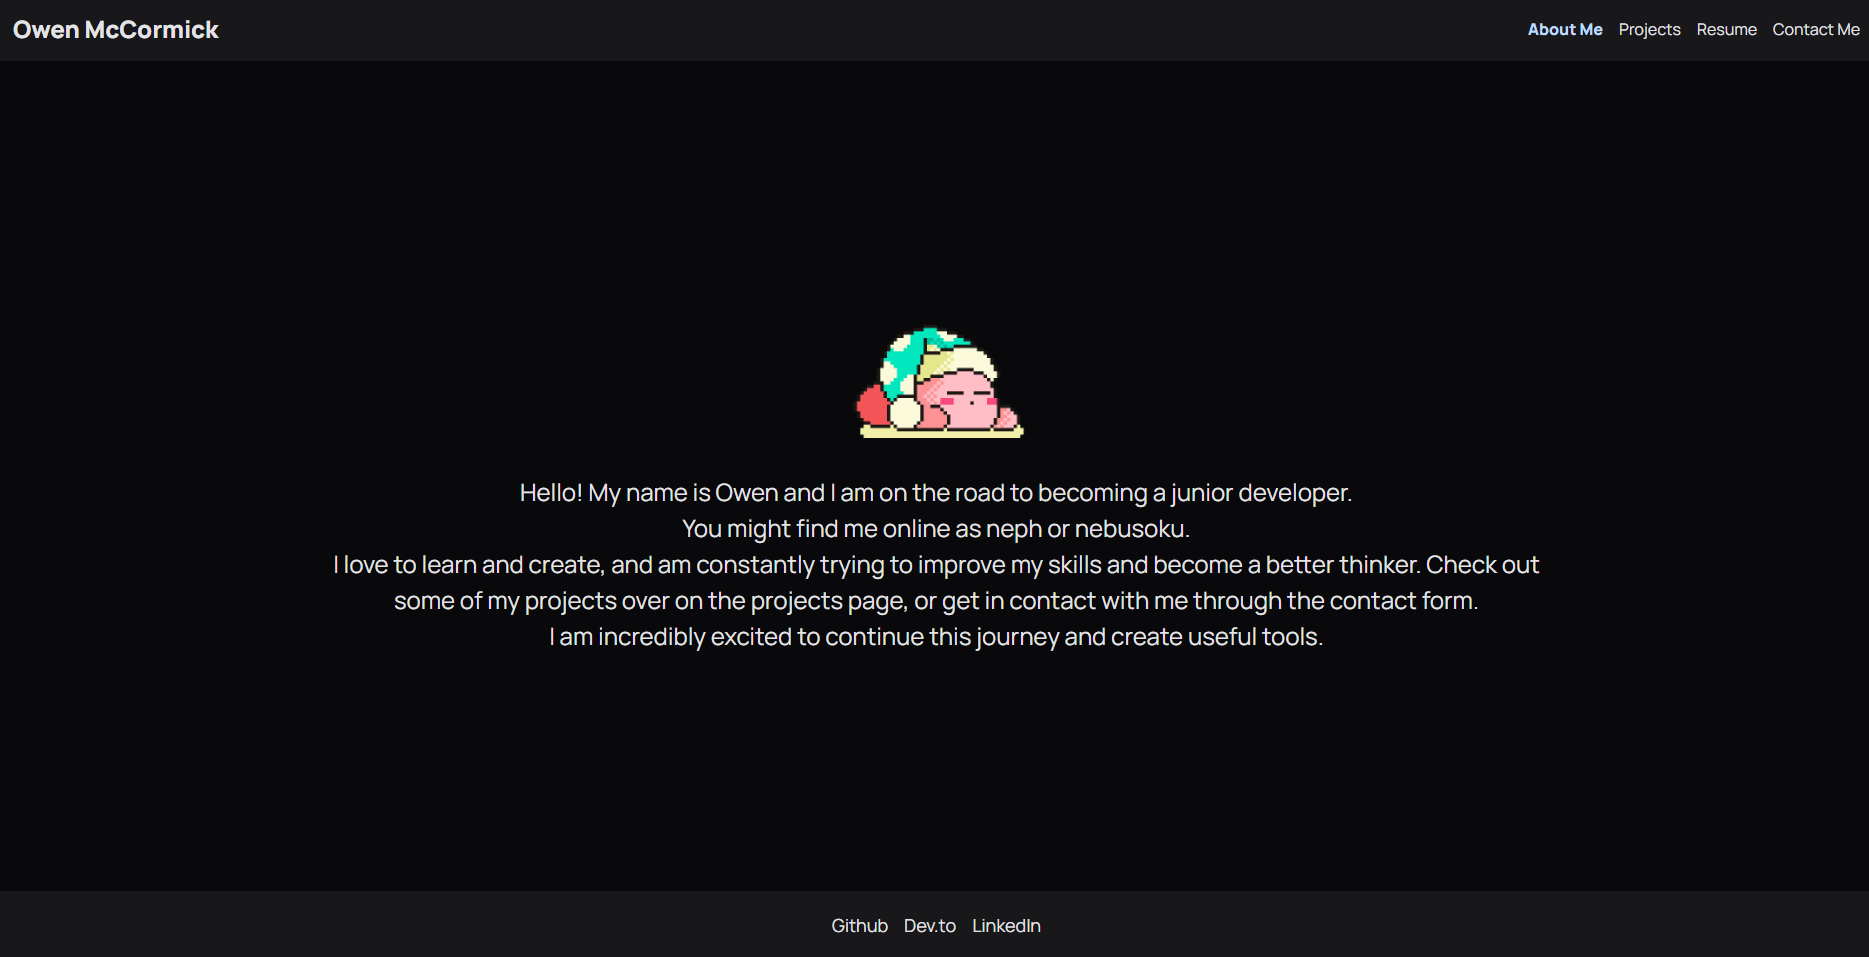 Owen McCormick
About Me Projects Resume Contact Me
Hello! My name is Owen and I am on the road to becoming a junior developer.
You might find me online as neph or nebusoku.
I love to learn and create, and am constantly trying to improve my skills and become a better thinker. Check out
some of my projects over on the projects page, or get in contact with me through the contact form.
I am incredibly excited to continue this journey and create useful tools.
Github Dev.to LinkedIn